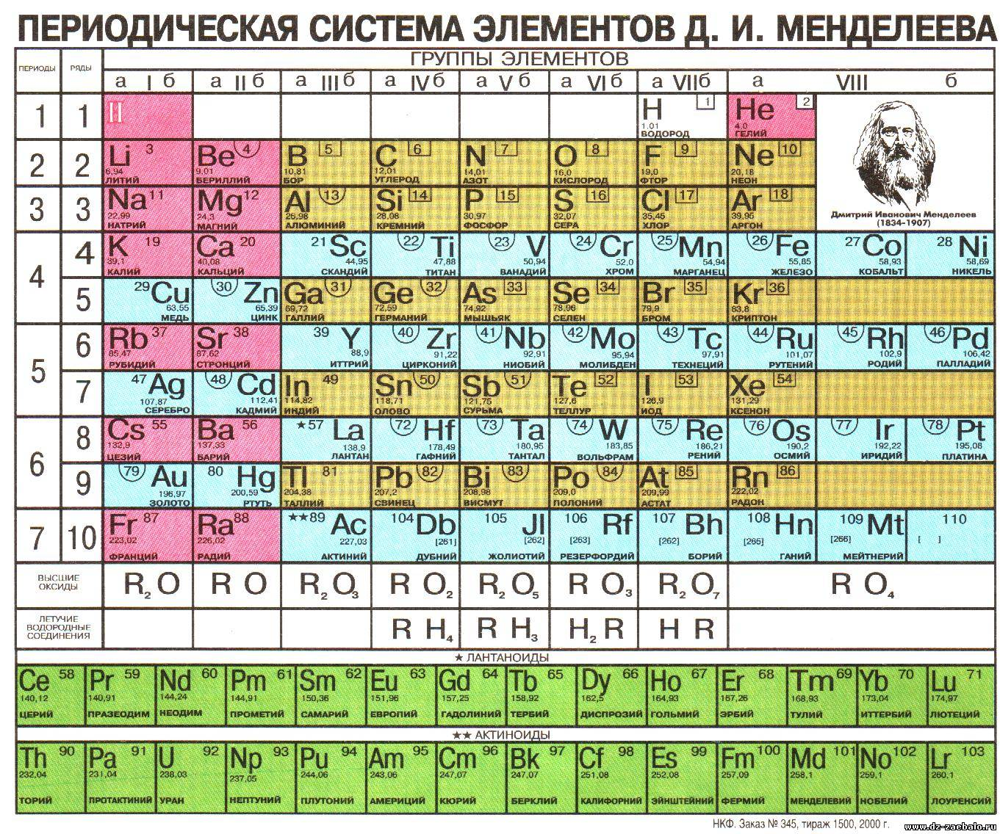 ПЕРИОДИЧЕСКАЯ СИСТЕМА ЭЛЕМЕНТОВ Д. И. МЕНДЕЛЕЕВА
ПЕРИОДЫ РЯДЫ ГРУППЫ ЭЛЕМЕНТОВ
а I б а II б а III б а IV б а V б а VI б а VII б а VIII б
1 1 H H 1 He 2
1.01 4,0
ВОДОРОД ГЕЛИЙ
2 2 Li 3 Be 4 B 5 C 6 N 7 O 8 F 9 Ne 10
6,94 9,01 10,81 12,01 14,01 16,0 19,0 20,18
ЛИТИЙ БЕРИЛЛИЙ БОР УГЛЕРОД АЗОТ КИСЛОРОД ФТОР НЕОН
3 3 Na 11 Mg 12 Al 13 Si 14 P 15 S 16 Cl 17 Ar 18
22,99 24,3 26,98 28,08 30,97 32,07 35,45 39,95
НАТРИЙ МАГНИЙ АЛЮМИНИЙ КРЕМНИЙ ФОСФОР СЕРА ХЛОР АРГОН
Дмитрий Иванович Менделеев
(1834-1907)
4 4 K 19 Ca 20 21 Sc 22 Ti 23 V 24 Cr 25 Mn 26 Fe 27 Co 28 Ni
39,1 40,08 44,95 47,88 50,94 52,0 54,94 55,85 58,93 58,69
КАЛИЙ КАЛЬЦИЙ СКАНДИЙ ТИТАН ВАНАДИЙ ХРОМ МАРГАНЕЦ ЖЕЛЕЗО КОБАЛЬТ НИКЕЛЬ
5 29 Cu 30 Zn Ga 31 Ge 32 As 33 Se 34 Br 35 Kr 36
63,55 65,39 69,72 72,59 74,92 78,96 79,9 83,8
МЕДЬ ЦИНК ГАЛЛИЙ ГЕРМАНИЙ МЫШЬЯК СЕЛЕН БРОМ КРИПТОН
5 6 Rb 37 Sr 38 39 Y 40 Zr 41 Nb 42 Mo 43 Tc 44 Ru 45 Rh 46 Pd
85,47 87,62 88,9 91,22 92,91 95,94 97,91 101,07 102,9 106,42
РУБИДИЙ СТРОНЦИЙ ИТТРИЙ ЦИРКОНИЙ НИОБИЙ МОЛИБДЕН ТЕХНЕЦИЙ РУТЕНИЙ РОДИЙ ПАЛЛАДИЙ
7 47 Ag 48 Cd In 49 Sn 50 Sb 51 Te 52 I 53 Xe 54
107,87 112,41 114,82 118,71 121,75 127,6 126,9 131,29
СЕРЕБРО КАДМИЙ ИНДИЙ ОЛОВО СУРЬМА ТЕЛЛУР ИОД КСЕНОН
6 8 Cs 55 Ba 56 ★57 La 72 Hf 73 Ta 74 W 75 Re 76 Os 77 Ir 78 Pt
132,9 137,33 138,9 178,49 180,95 183,85 186,21 190,2 192,22 195,08
ЦЕЗИЙ БАРИЙ ЛАНТАН ГАФНИЙ ТАНТАЛ ВОЛЬФРАМ РЕНИЙ ОСМИЙ ИРИДИЙ ПЛАТИНА
9 79 Au 80 Hg Tl 81 Pb 82 Bi 83 Po 84 At 85 Rn 86
196,97 200,59 204,38 207,2 208,98 209,0 209,99 222,02
ЗОЛОТО РТУТЬ ТАЛЛИЙ СВИНЕЦ ВИСМУТ ПОЛОНИЙ АСТАТ РАДОН
7 10 Fr 87 Ra 88 ★★89 Ac 104 Db 105 Jl 106 Rf 107 Bh 108 Hn 109 Mt 110
223,02 226,02 227,03 [261] [262] [263] [262] [265] [266] [ ]
ФРАНЦИЙ РАДИЙ АКТИНИЙ ДУБНИЙ ЖОЛИОТИЙ РЕЗЕРФОРДИЙ БОРИЙ ГАНИЙ МЕЙТНЕРИЙ
ВЫСШИЕ
ОКСИДЫ
R₂O RO R₂O₃ RO₂ R₂O₅ RO₃ R₂O₇ RO₄
ЛЕТУЧИЕ
ВОДОРОДНЫЕ
СОЕДИНЕНИЯ
RH₄ RH₃ H₂R HR
★ ЛАНТАНОИДЫ
Ce 58 Pr 59 Nd 60 Pm 61 Sm 62 Eu 63 Gd 64 Tb 65 Dy 66 Ho 67 Er 68 Tm 69 Yb 70 Lu 71
140,12 140,91 144,24 144,91 150,36 151,96 157,25 158,92 162,5 164,93 167,26 168,93 173,04 174,97
ЦЕРИЙ ПРАЗЕОДИМ НЕОДИМ ПРОМЕТИЙ САМАРИЙ ЕВРОПИЙ ГАДОЛИНИЙ ТЕРБИЙ ДИСПРОЗИЙ ГОЛЬМИЙ ЭРБИЙ ТУЛИЙ ИТТЕРБИЙ ЛЮТЕЦИЙ
★★ АКТИНОИДЫ
Th 90 Pa 91 U 92 Np 93 Pu 94 Am 95 Cm 96 Bk 97 Cf 98 Es 99 Fm 100 Md 101 No 102 Lr 103
232,04 231,04 238,03 237,05 244,06 243,06 247,07 247,07 251,08 252,08 257,09 258,1 259,1 260,1
ТОРИЙ ПРОТАКТИНИЙ УРАН НЕПТУНИЙ ПЛУТОНИЙ АМЕРИЦИЙ КЮРИЙ БЕРКЛИЙ КАЛИФОРНИЙ ЭЙНШТЕЙНИЙ ФЕРМИЙ МЕНДЕЛЕВИЙ НОБЕЛИЙ ЛОУРЕНСИЙ
НКФ. Заказ № 345, тираж 1500, 2000 г.
www.dz-zaebalo.ru